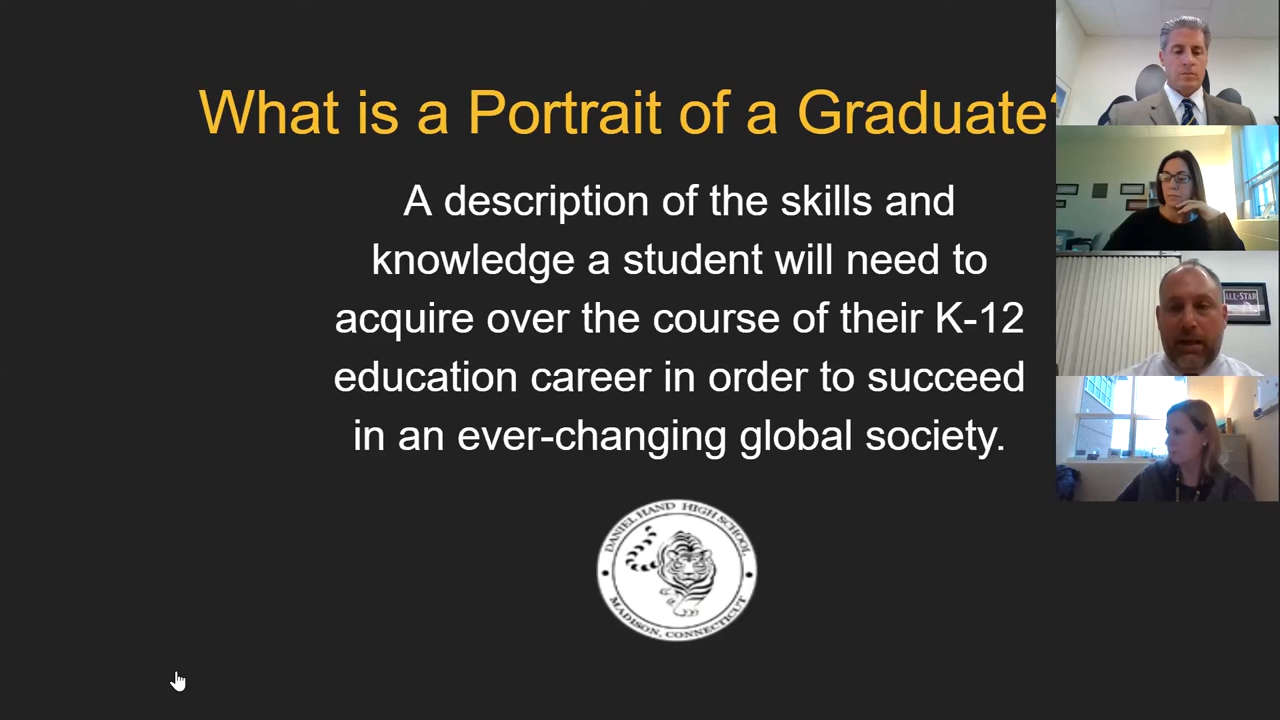 What is a Portrait of a Graduate?
A description of the skills and
knowledge a student will need to
acquire over the course of their K-12
education career in order to succeed
in an ever-changing global society.
DANIEL HAND HIGH SCHOOL
MADISON, CONNECTICUT
ALL-STAR